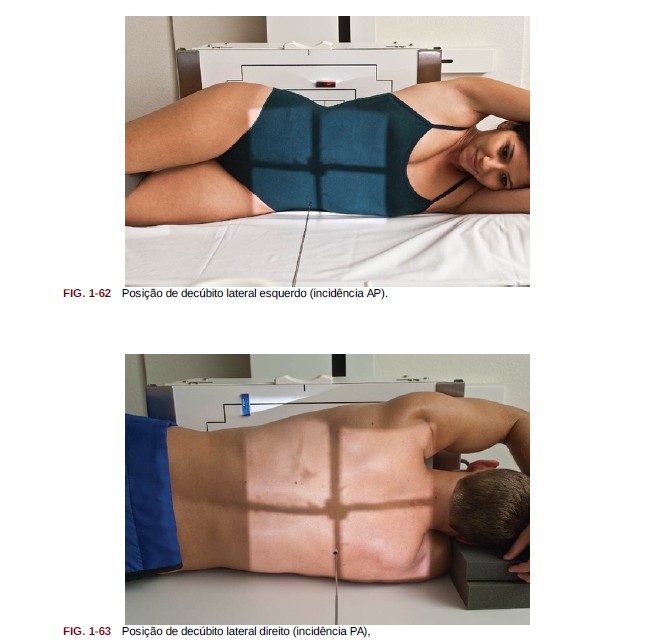 FIG. 1-62 Posição de decúbito lateral esquerdo (incidência AP).
FIG. 1-63 Posição de decúbito lateral direito (incidência PA),